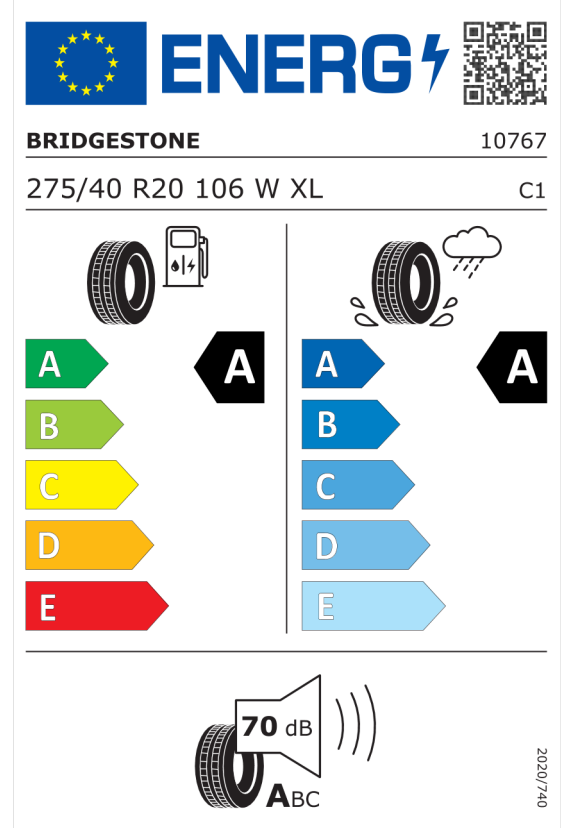 ENERG
BRIDGESTONE 10767
275/40 R20 106 W XL C1
A A
A A
B B
C C
D D
E E
70 dB
ABC
2020/740